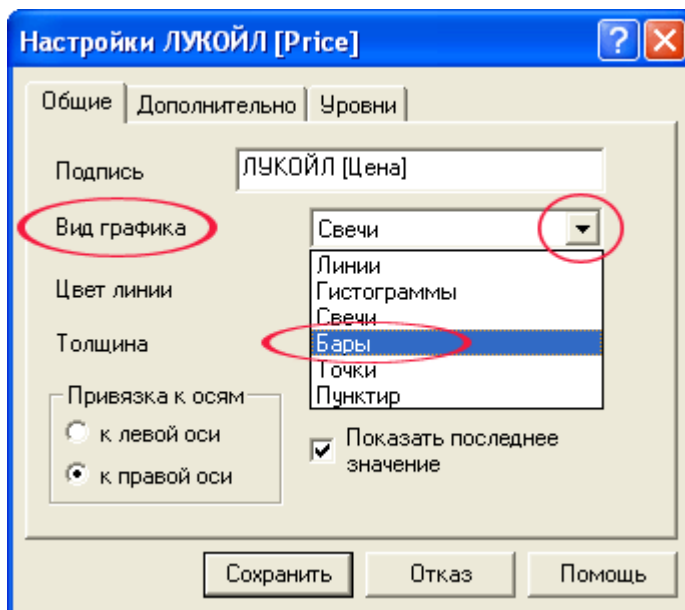 Настройки ЛУКОЙЛ [Price]
Общие Дополнительно Уровни
Подпись ЛУКОЙЛ [Цена]
Вид графика Свечи
Линии
Цвет линии Гистограммы
Свечи
Толщина Бары
Точки
Привязка к осям Пунктир
к левой оси Показать последнее
значение
к правой оси
Сохранить Отказ Помощь